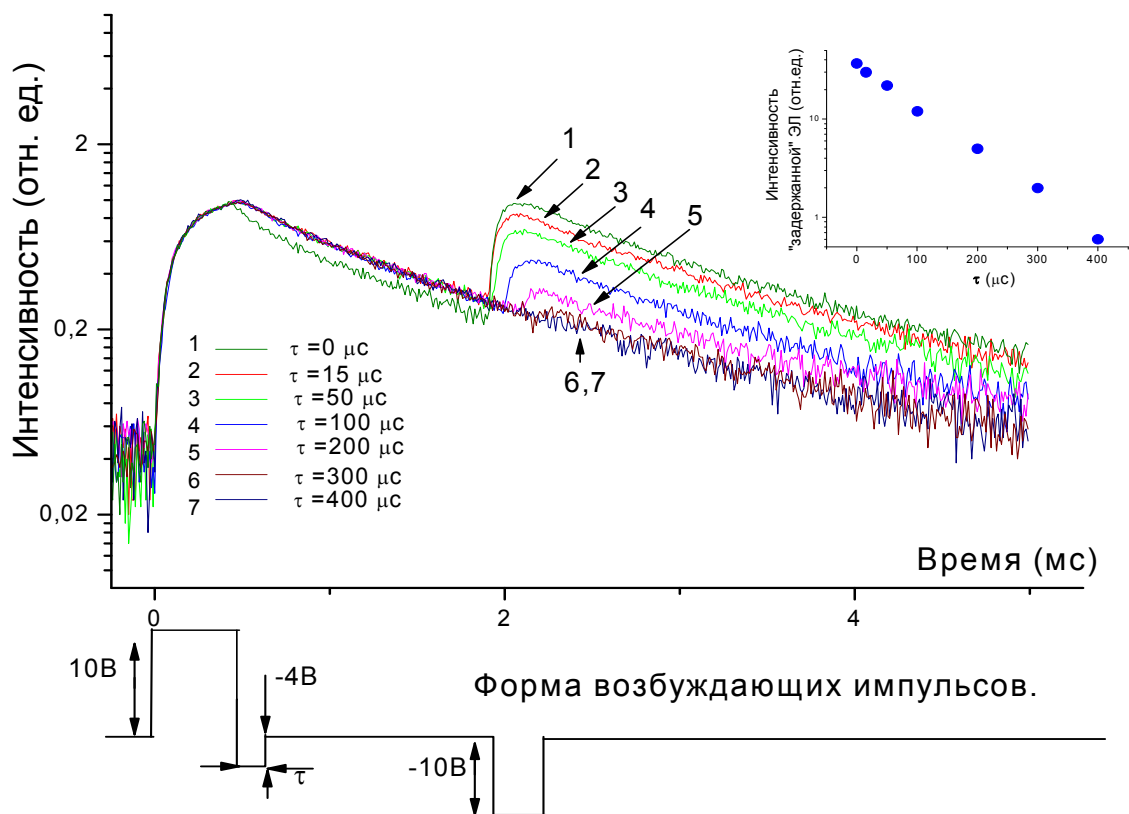 Интенсивность (отн. ед.)
2
0,2
0,02
0
2
4
Время (мс)
1
2
3
4
5
6,7
1 τ =0 μс
2 τ =15 μс
3 τ =50 μс
4 τ =100 μс
5 τ =200 μс
6 τ =300 μс
7 τ =400 μс
Интенсивность
"задержанной" ЭЛ (отн.ед.)
10
1
0 100 200 300 400
τ (μс)
10В
-4В
τ
-10В
Форма возбуждающих импульсов.